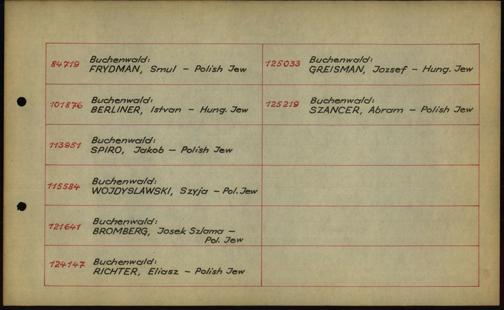 84719 Buchenwald:
FRYDMAN, Smul - Polish Jew
101876 Buchenwald:
BERLINER, Istvan - Hung. Jew
113951 Buchenwald:
SPIRO, Jakob - Polish Jew
115584 Buchenwald:
WOJDYSLAWSKI, Szyja - Pol. Jew
121641 Buchenwald:
BROMBERG, Josek Szlama -
Pol. Jew
124147 Buchenwald:
RICHTER, Eliasz - Polish Jew
125033 Buchenwald:
GREISMAN, Jozsef - Hung. Jew
125219 Buchenwald:
SZANCER, Abram - Polish Jew